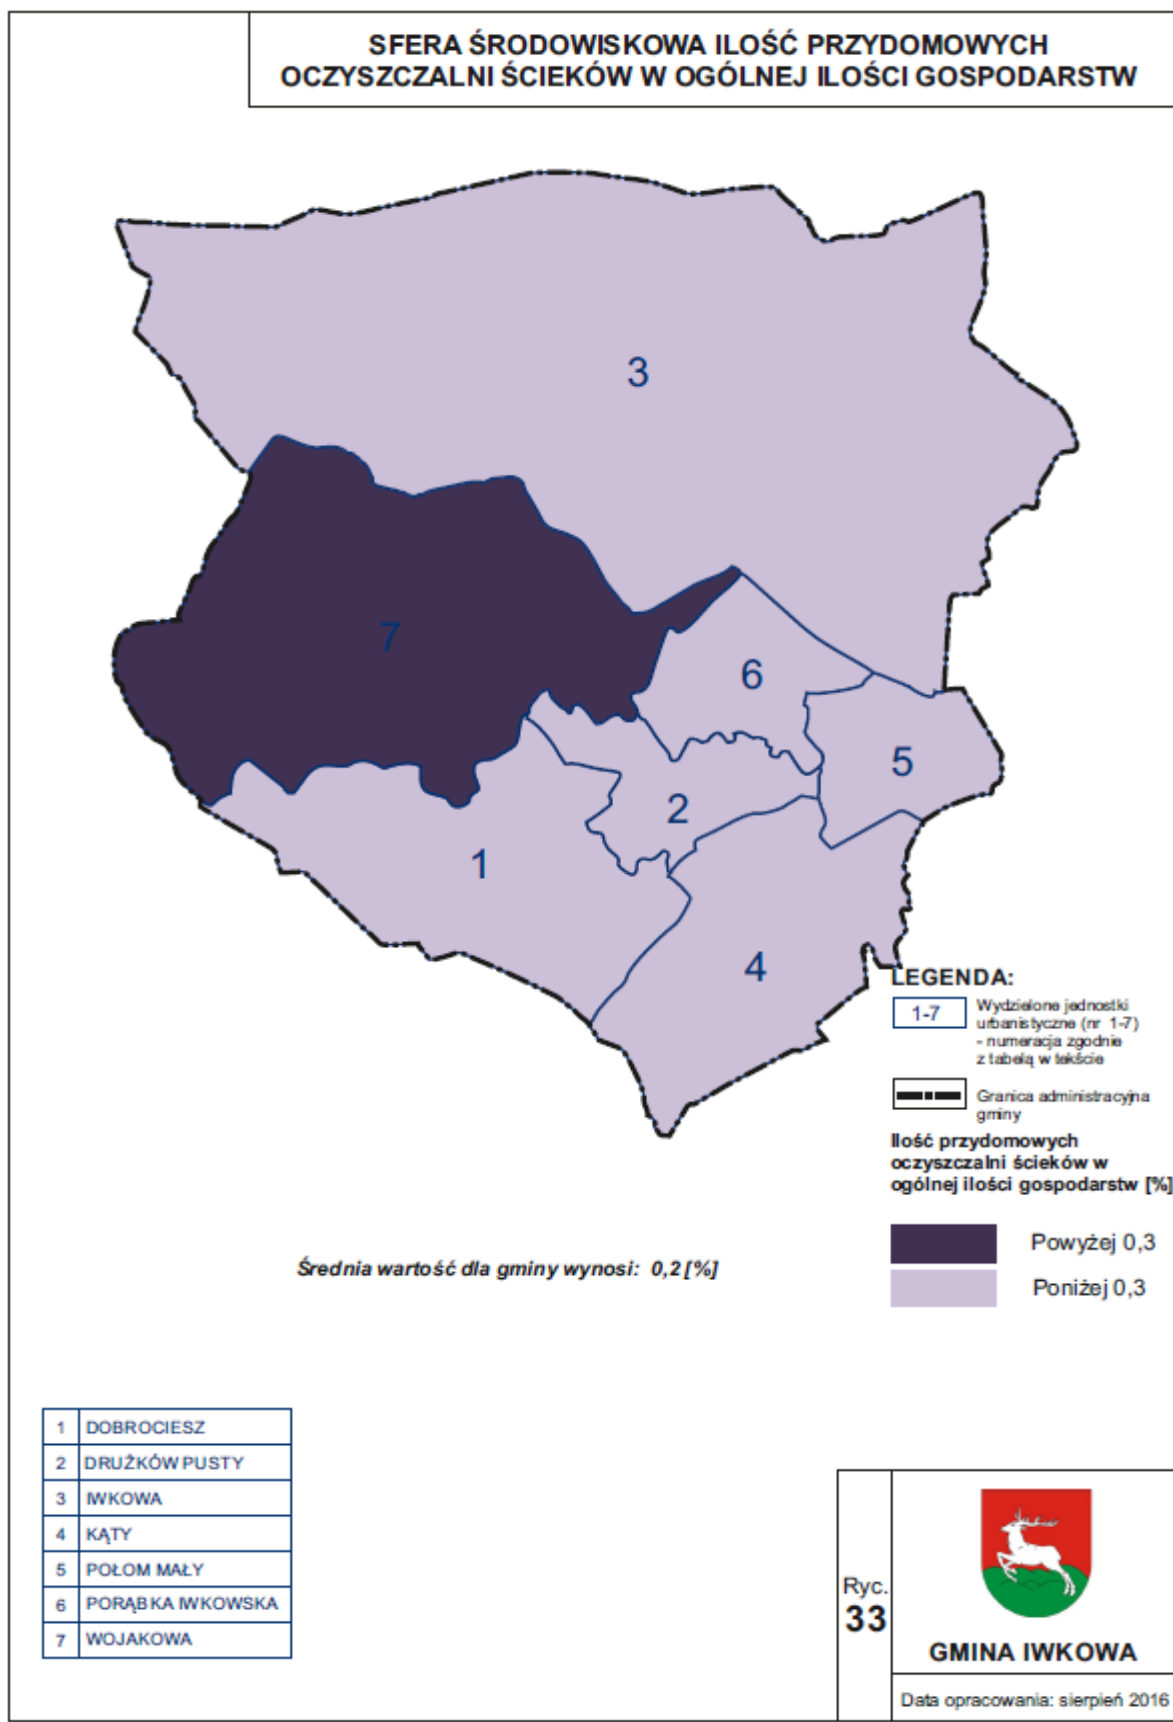 SFERA ŚRODOWISKOWA ILOŚĆ PRZYDOMOWYCH
OCZYSZCZALNI ŚCIEKÓW W OGÓLNEJ ILOŚCI GOSPODARSTW
3
7
6
5
2
1
4
LEGENDA:
1-7
Wydzielone jednostki
urbanistyczne (nr 1-7)
- numeracja zgodnie
z tabelą w tekście
Granica administracyjna
gminy
Ilość przydomowych
oczyszczalni ścieków w
ogólnej ilości gospodarstw [%]
Powyżej 0,3
Poniżej 0,3
Średnia wartość dla gminy wynosi: 0,2 [%]
1 DOBROCIESZ
2 DRUŻKÓW PUSTY
3 IWKOWA
4 KĄTY
5 POŁOM MAŁY
6 PORĄBKA IWKOWSKA
7 WOJAKOWA
Ryc.
33
GMINA IWKOWA
Data opracowania: sierpień 2016